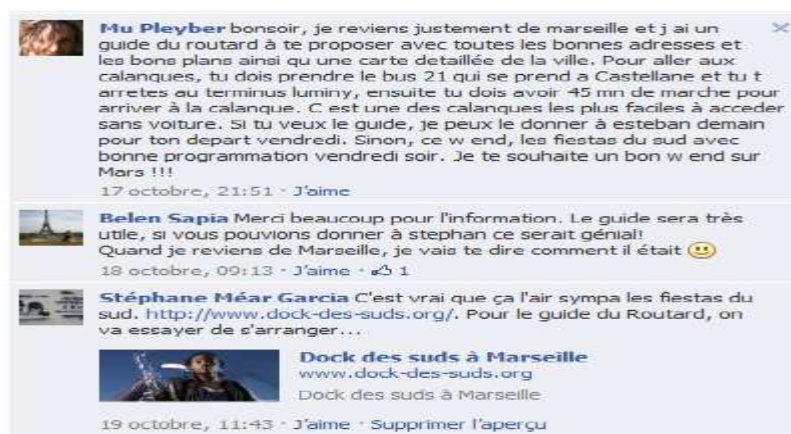 Mu Pleyber bonsoir, je reviens justement de marseille et j ai un
guide du routard à te proposer avec toutes les bonnes adresses et
les bons plans ainsi qu une carte detaillée de la ville. Pour aller aux
calanques, tu dois prendre le bus 21 qui se prend a Castellane et tu t
arretes au terminus luminy, ensuite tu dois avoir 45 mn de marche pour
arriver à la calanque. C est une des calanques les plus faciles à acceder
sans voiture. Si tu veux le guide, je peux le donner à esteban demain
pour ton depart vendredi. Sinon, ce w end, les fiestas du sud avec
bonne programmation vendredi soir. Je te souhaite un bon w end sur
Mars !!!
17 octobre, 21:51 · J'aime
Belen Sapia Merci beaucoup pour l'information. Le guide sera très
utile, si vous pouvions donner à stephan ce serait génial!
Quand je reviens de Marseille, je vais te dire comment il était 🙂
18 octobre, 09:13 · J'aime · 👍 1
Stéphane Méar Garcia C'est vrai que ça l'air sympa les fiestas du
sud. http://www.dock-des-suds.org/. Pour le guide du Routard, on
va essayer de s'arranger...
Dock des suds à Marseille
www.dock-des-suds.org
Dock des suds à Marseille
19 octobre, 11:43 · J'aime · Supprimer l'aperçu